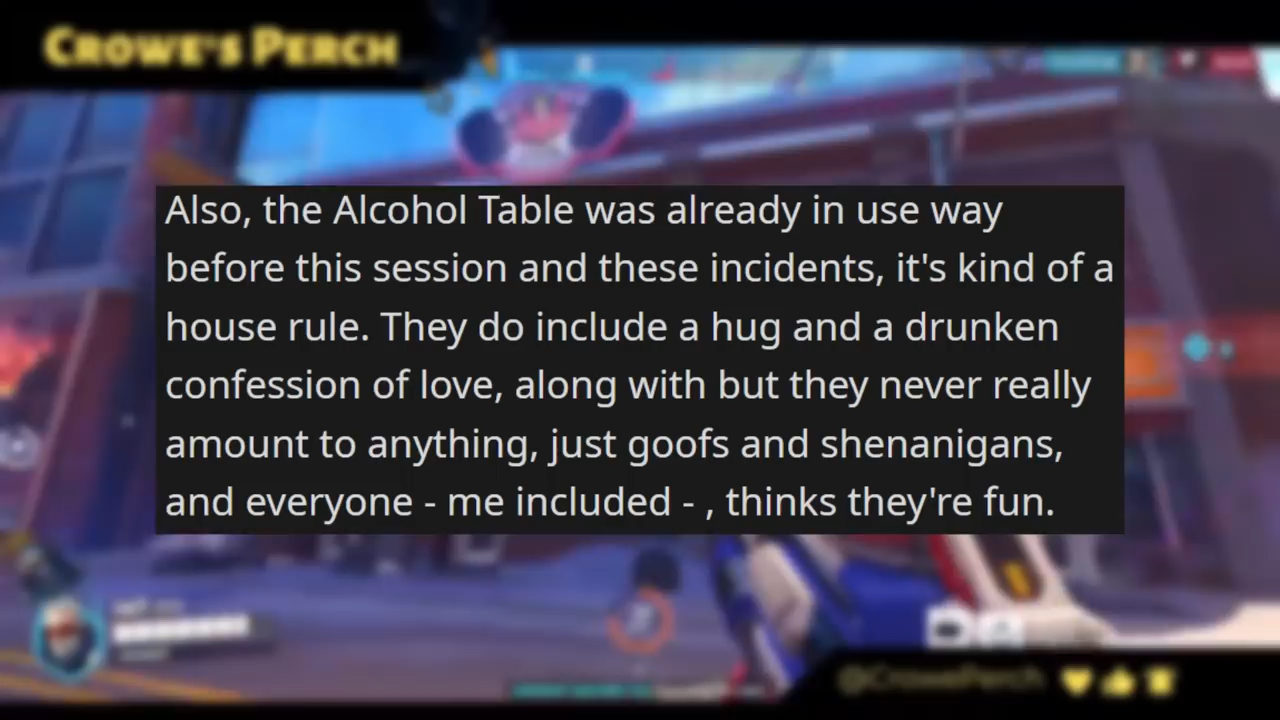 CROWE'S PERCH
Also, the Alcohol Table was already in use way
before this session and these incidents, it's kind of a
house rule. They do include a hug and a drunken
confession of love, along with but they never really
amount to anything, just goofs and shenanigans,
and everyone - me included - , thinks they're fun.
@CrowePerch